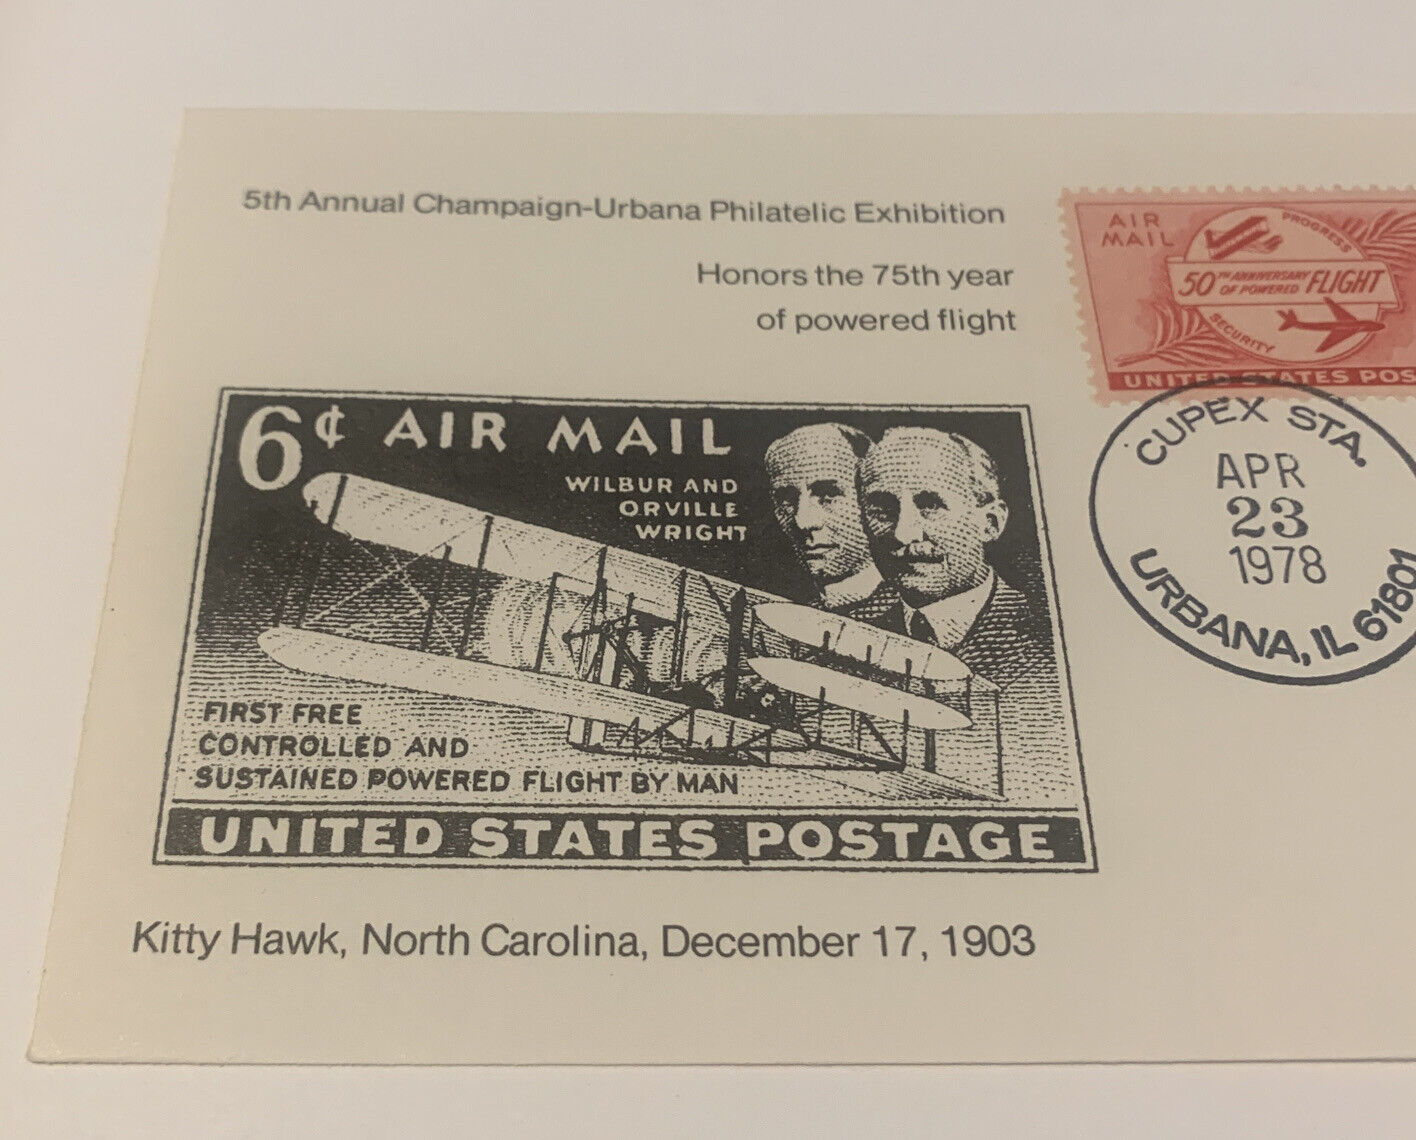 5th Annual Champaign-Urbana Philatelic Exhibition
Honors the 75th year
of powered flight
AIR
MAIL
PROGRESS
50TH ANNIVERSARY OF POWERED FLIGHT
SECURITY
UNITED STATES POS
CUPEX STA.
APR
23
1978
URBANA, IL 61801
6¢ AIR MAIL
WILBUR AND
ORVILLE
WRIGHT
FIRST FREE
CONTROLLED AND
SUSTAINED POWERED FLIGHT BY MAN
UNITED STATES POSTAGE
Kitty Hawk, North Carolina, December 17, 1903